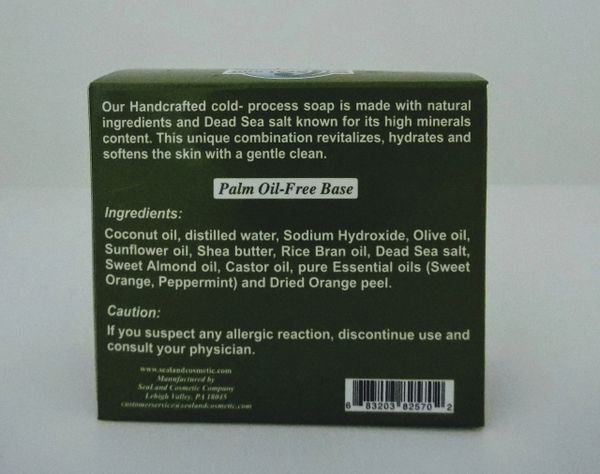 Our Handcrafted cold- process soap is made with natural
ingredients and Dead Sea salt known for its high minerals
content. This unique combination revitalizes, hydrates and
softens the skin with a gentle clean.
Palm Oil-Free Base
Ingredients:
Coconut oil, distilled water, Sodium Hydroxide, Olive oil,
Sunflower oil, Shea butter, Rice Bran oil, Dead Sea salt,
Sweet Almond oil, Castor oil, pure Essential oils (Sweet
Orange, Peppermint) and Dried Orange peel.
Caution:
If you suspect any allergic reaction, discontinue use and
consult your physician.
www.sealandcosmetic.com
Manufactured by
SeaLand Cosmetic Company
Lehigh Valley, PA 18045
customerservice@sealandcosmetic.com
6 83203 82570 2